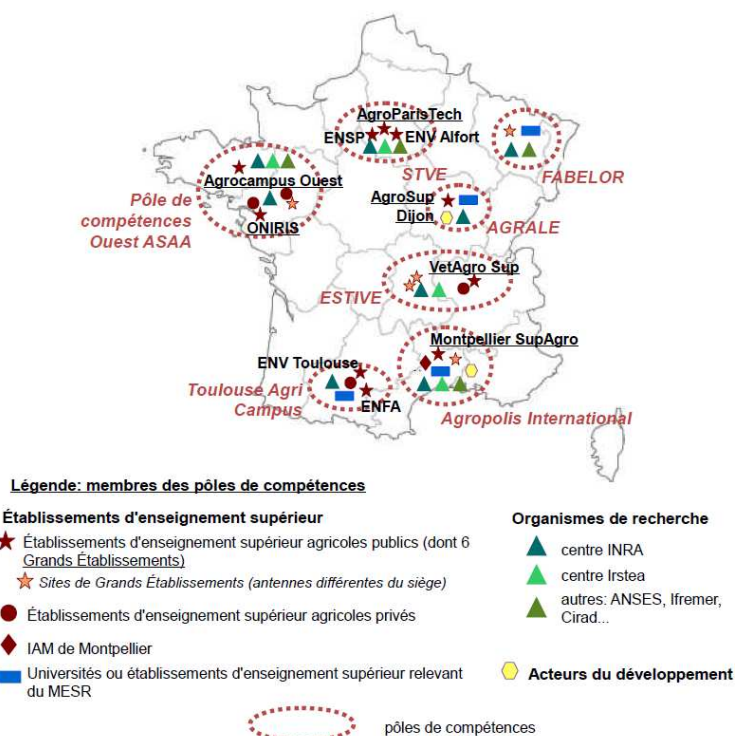 AgroParisTech
ENSP
ENV Alfort
STVE
FABELOR
Agrocampus Ouest
Pôle de
compétences
Ouest ASAA
ONIRIS
AgroSup
Dijon
AGRALE
VetAgro Sup
ESTIVE
Montpellier SupAgro
ENV Toulouse
Toulouse Agri
Campus
ENFA
Agropolis International
Légende: membres des pôles de compétences
Établissements d'enseignement supérieur
Établissements d'enseignement supérieur agricoles publics (dont 6
Grands Établissements)
Sites de Grands Établissements (antennes différentes du siège)
Établissements d'enseignement supérieur agricoles privés
IAM de Montpellier
Universités ou établissements d'enseignement supérieur relevant
du MESR
Organismes de recherche
centre INRA
centre Irstea
autres: ANSES, Ifremer,
Cirad...
Acteurs du développement
pôles de compétences